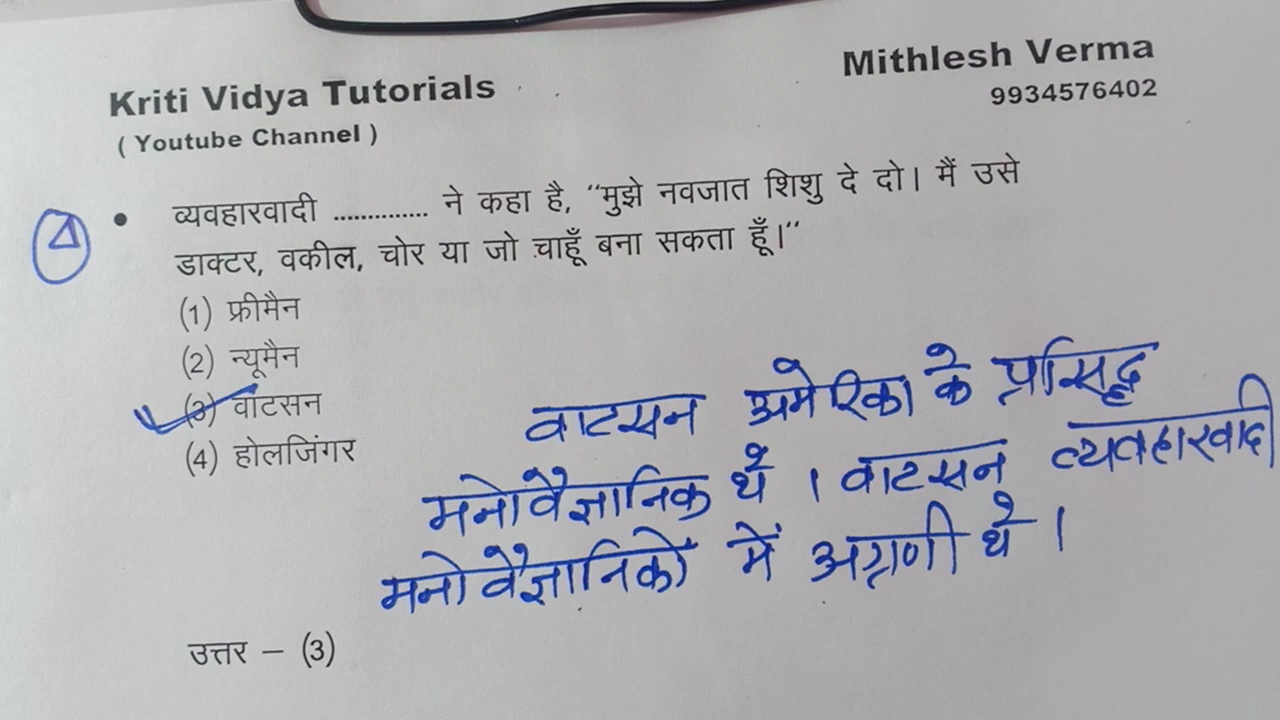 Kriti Vidya Tutorials
( Youtube Channel )
Mithlesh Verma
9934576402
• व्यवहारवादी .............. ने कहा है, “मुझे नवजात शिशु दे दो। मैं उसे
डाक्टर, वकील, चोर या जो चाहूँ बना सकता हूँ।”
(1) फ्रीमैन
(2) न्यूमैन
(3) वाटसन
(4) होलजिंगर
वाटसन अमेरिका के प्रसिद्ध
मनोवैज्ञानिक थे । वाटसन व्यवहारवादी
मनोवैज्ञानिकों में अग्रणी थे ।
उत्तर – (3)